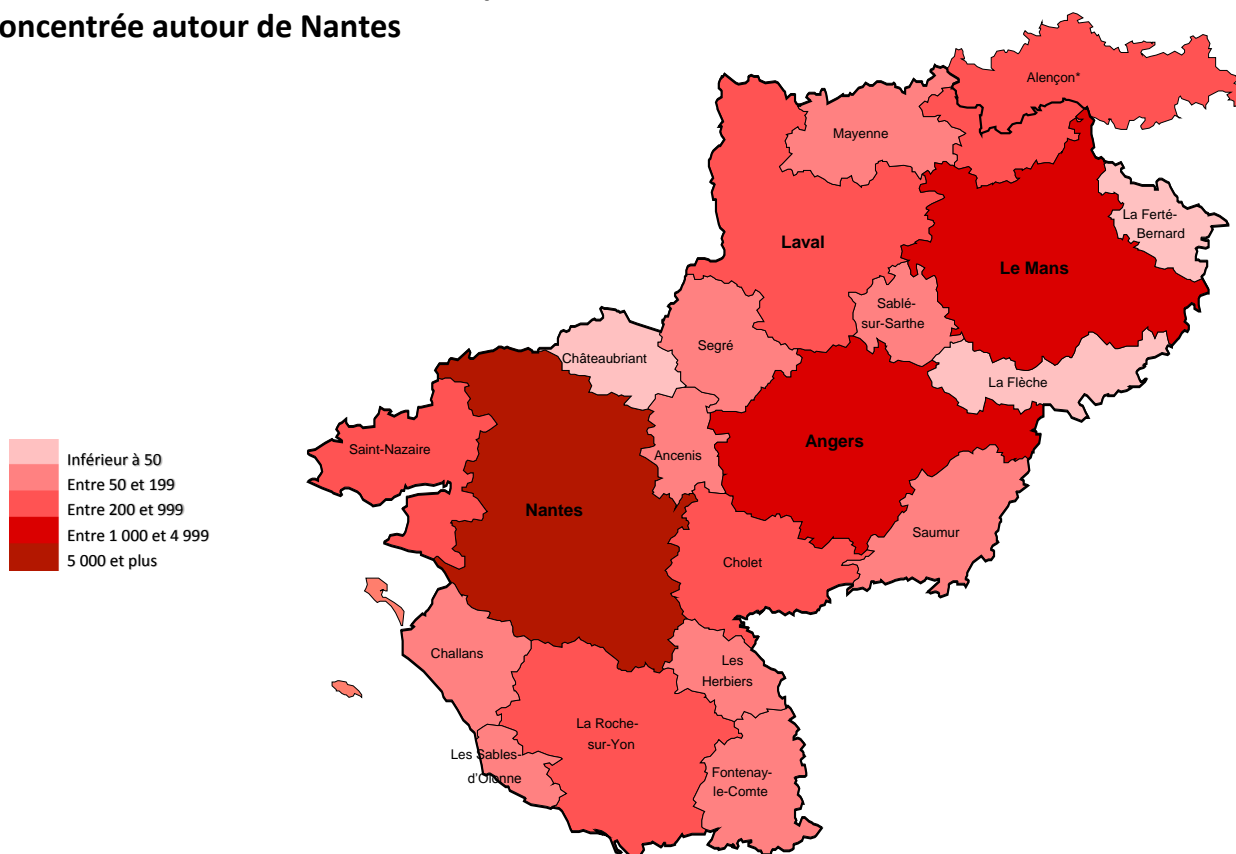 oncentrée autour de Nantes
Alençon*
Mayenne
La Ferté-
Bernard
Laval
Le Mans
Sablé-
sur-Sarthe
Segré
Châteaubriant
La Flèche
Angers
Saint-Nazaire
Ancenis
Inférieur à 50
Entre 50 et 199
Entre 200 et 999
Entre 1 000 et 4 999
5 000 et plus
Nantes
Saumur
Cholet
Challans
Les
Herbiers
La Roche-
sur-Yon
Les Sables-
d'Olonne
Fontenay-
le-Comte